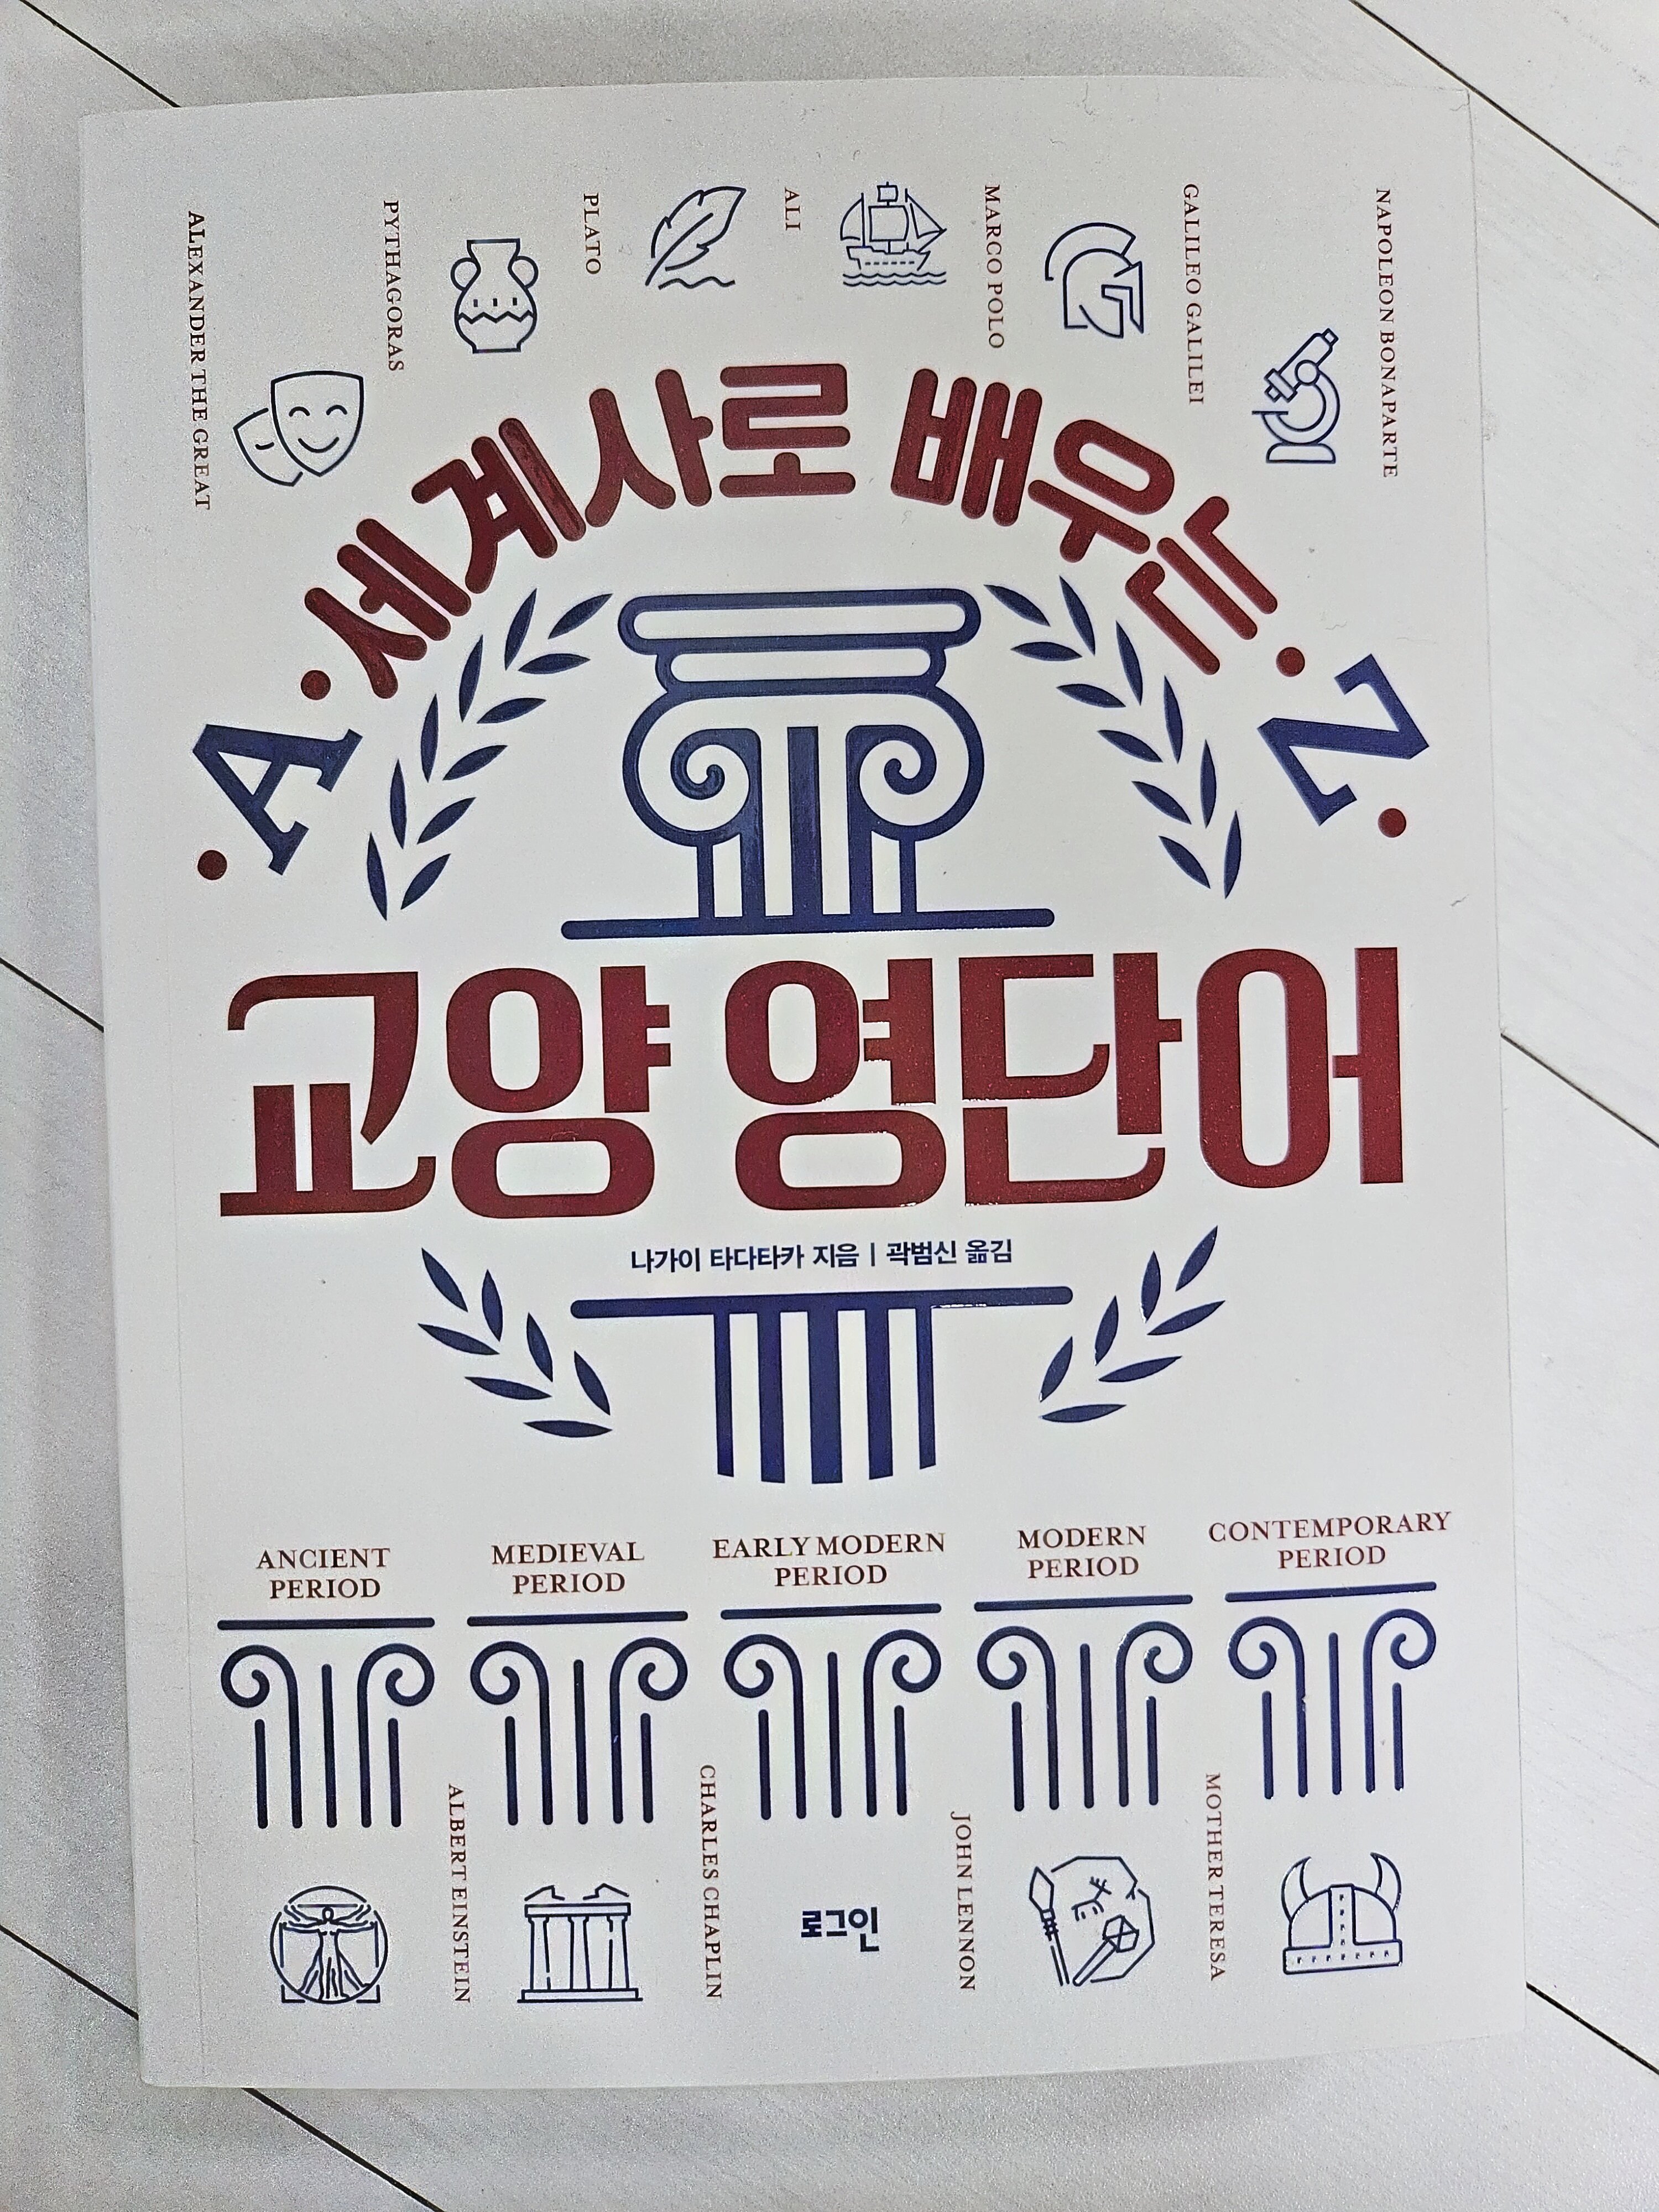 ALEXANDER THE GREAT
PYTHAGORAS
PLATO
ALI
MARCO POLO
GALILEO GALILEI
NAPOLEON BONAPARTE
·A·세계사로 배우는·Z·
교양 영단어
나가이 타다타카 지음 | 곽범신 옮김
ANCIENT
PERIOD
MEDIEVAL
PERIOD
EARLY MODERN
PERIOD
MODERN
PERIOD
CONTEMPORARY
PERIOD
ALBERT EINSTEIN
CHARLES CHAPLIN
로그인
JOHN LENNON
MOTHER TERESA